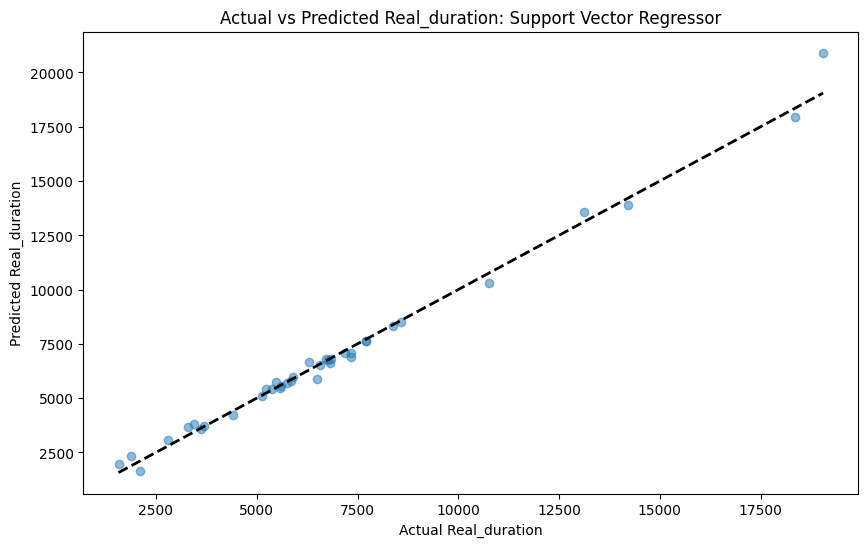 Actual vs Predicted Real_duration: Support Vector Regressor
Predicted Real_duration
20000
17500
15000
12500
10000
7500
5000
2500
2500 5000 7500 10000 12500 15000 17500
Actual Real_duration